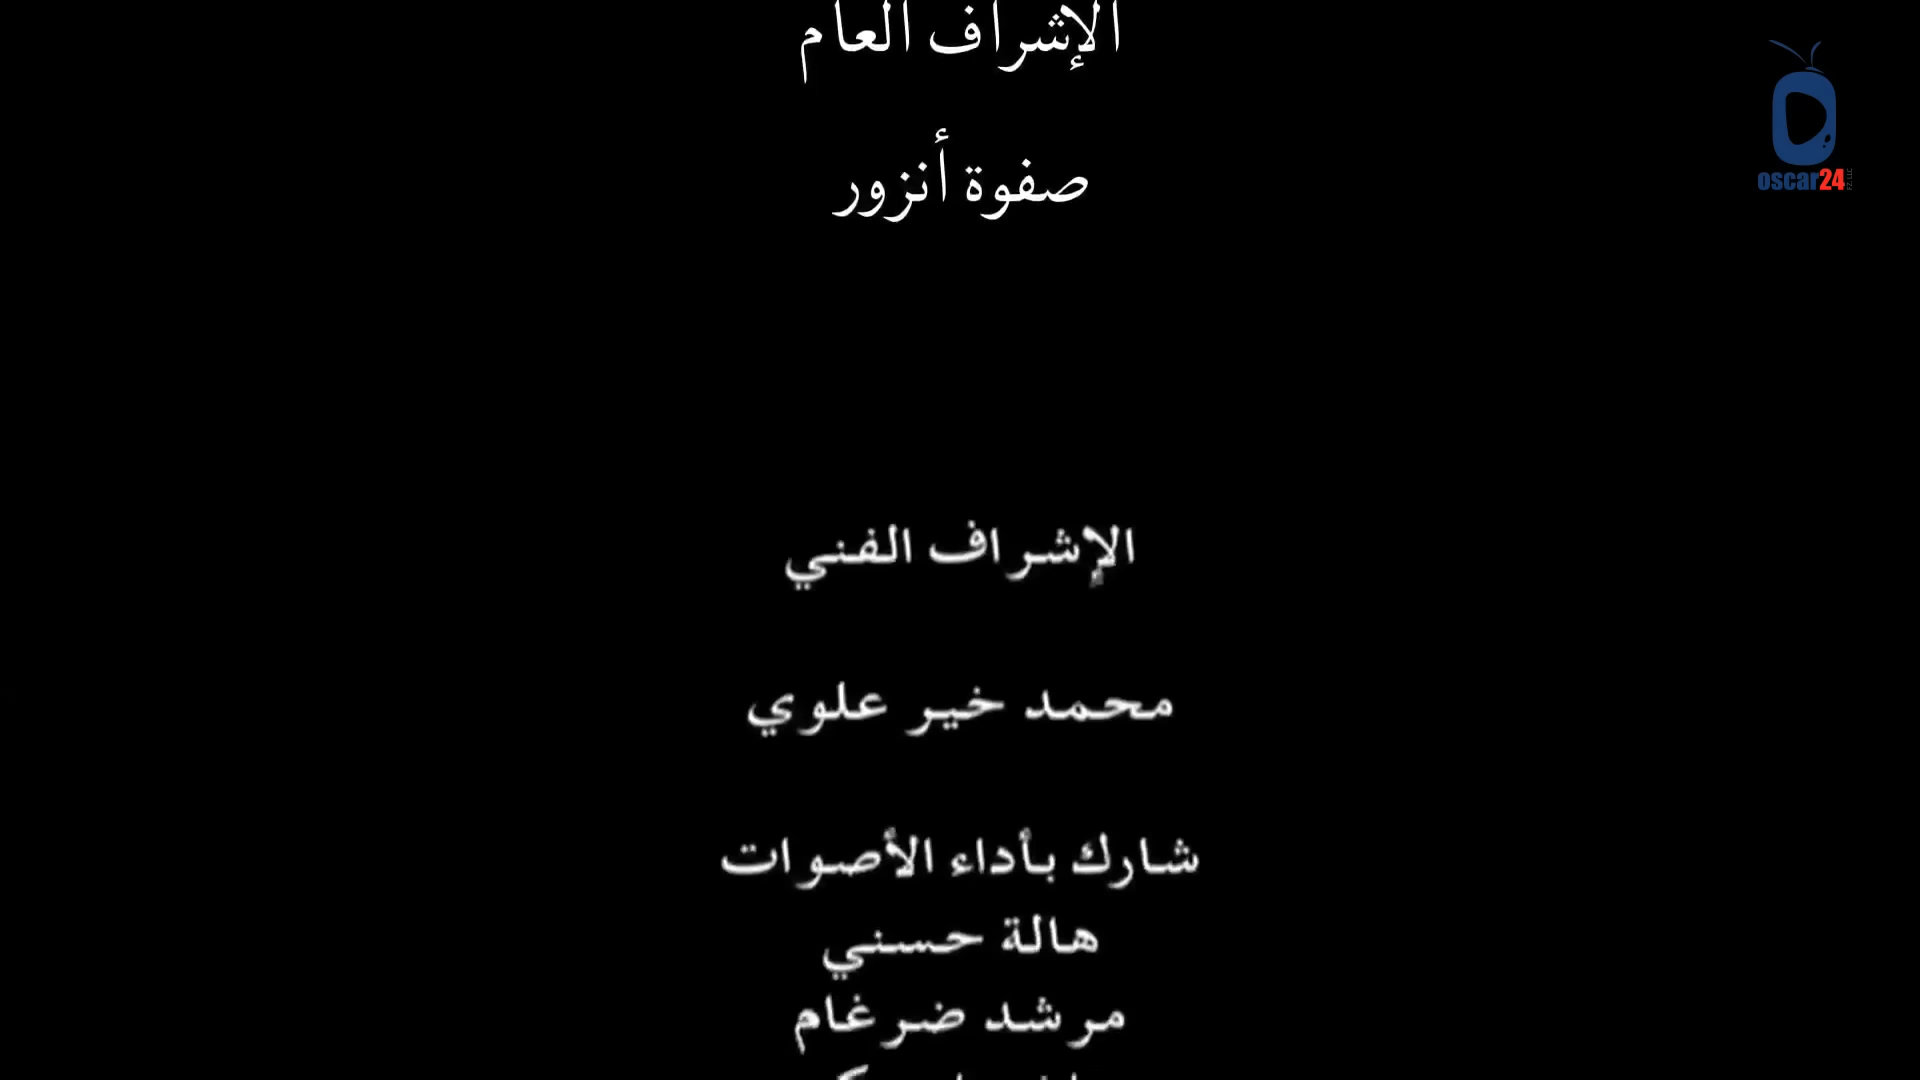 الإشراف العام
صفوة أنزور
oscar24
الإشراف الفني
محمد خير علوي
شارك بأداء الأصوات
هالة حسني
مرشد ضرغام